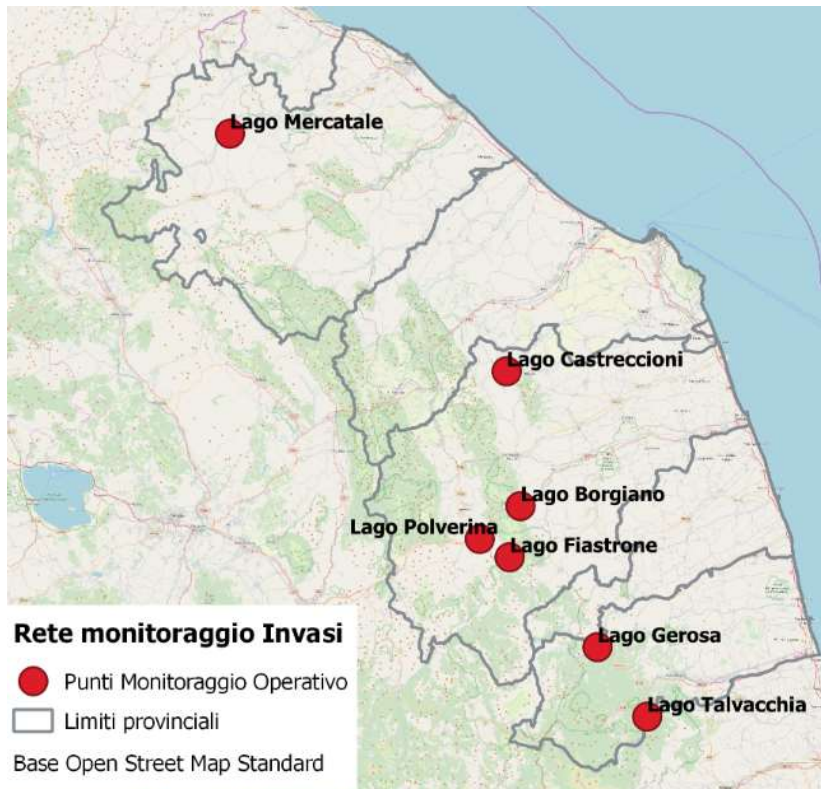 Lago Mercatale
Lago Castreccioni
Lago Borgiano
Lago Polverina
Lago Fiastrone
Lago Gerosa
Lago Talvacchia
Rete monitoraggio Invasi
Punti Monitoraggio Operativo
Limiti provinciali
Base Open Street Map Standard